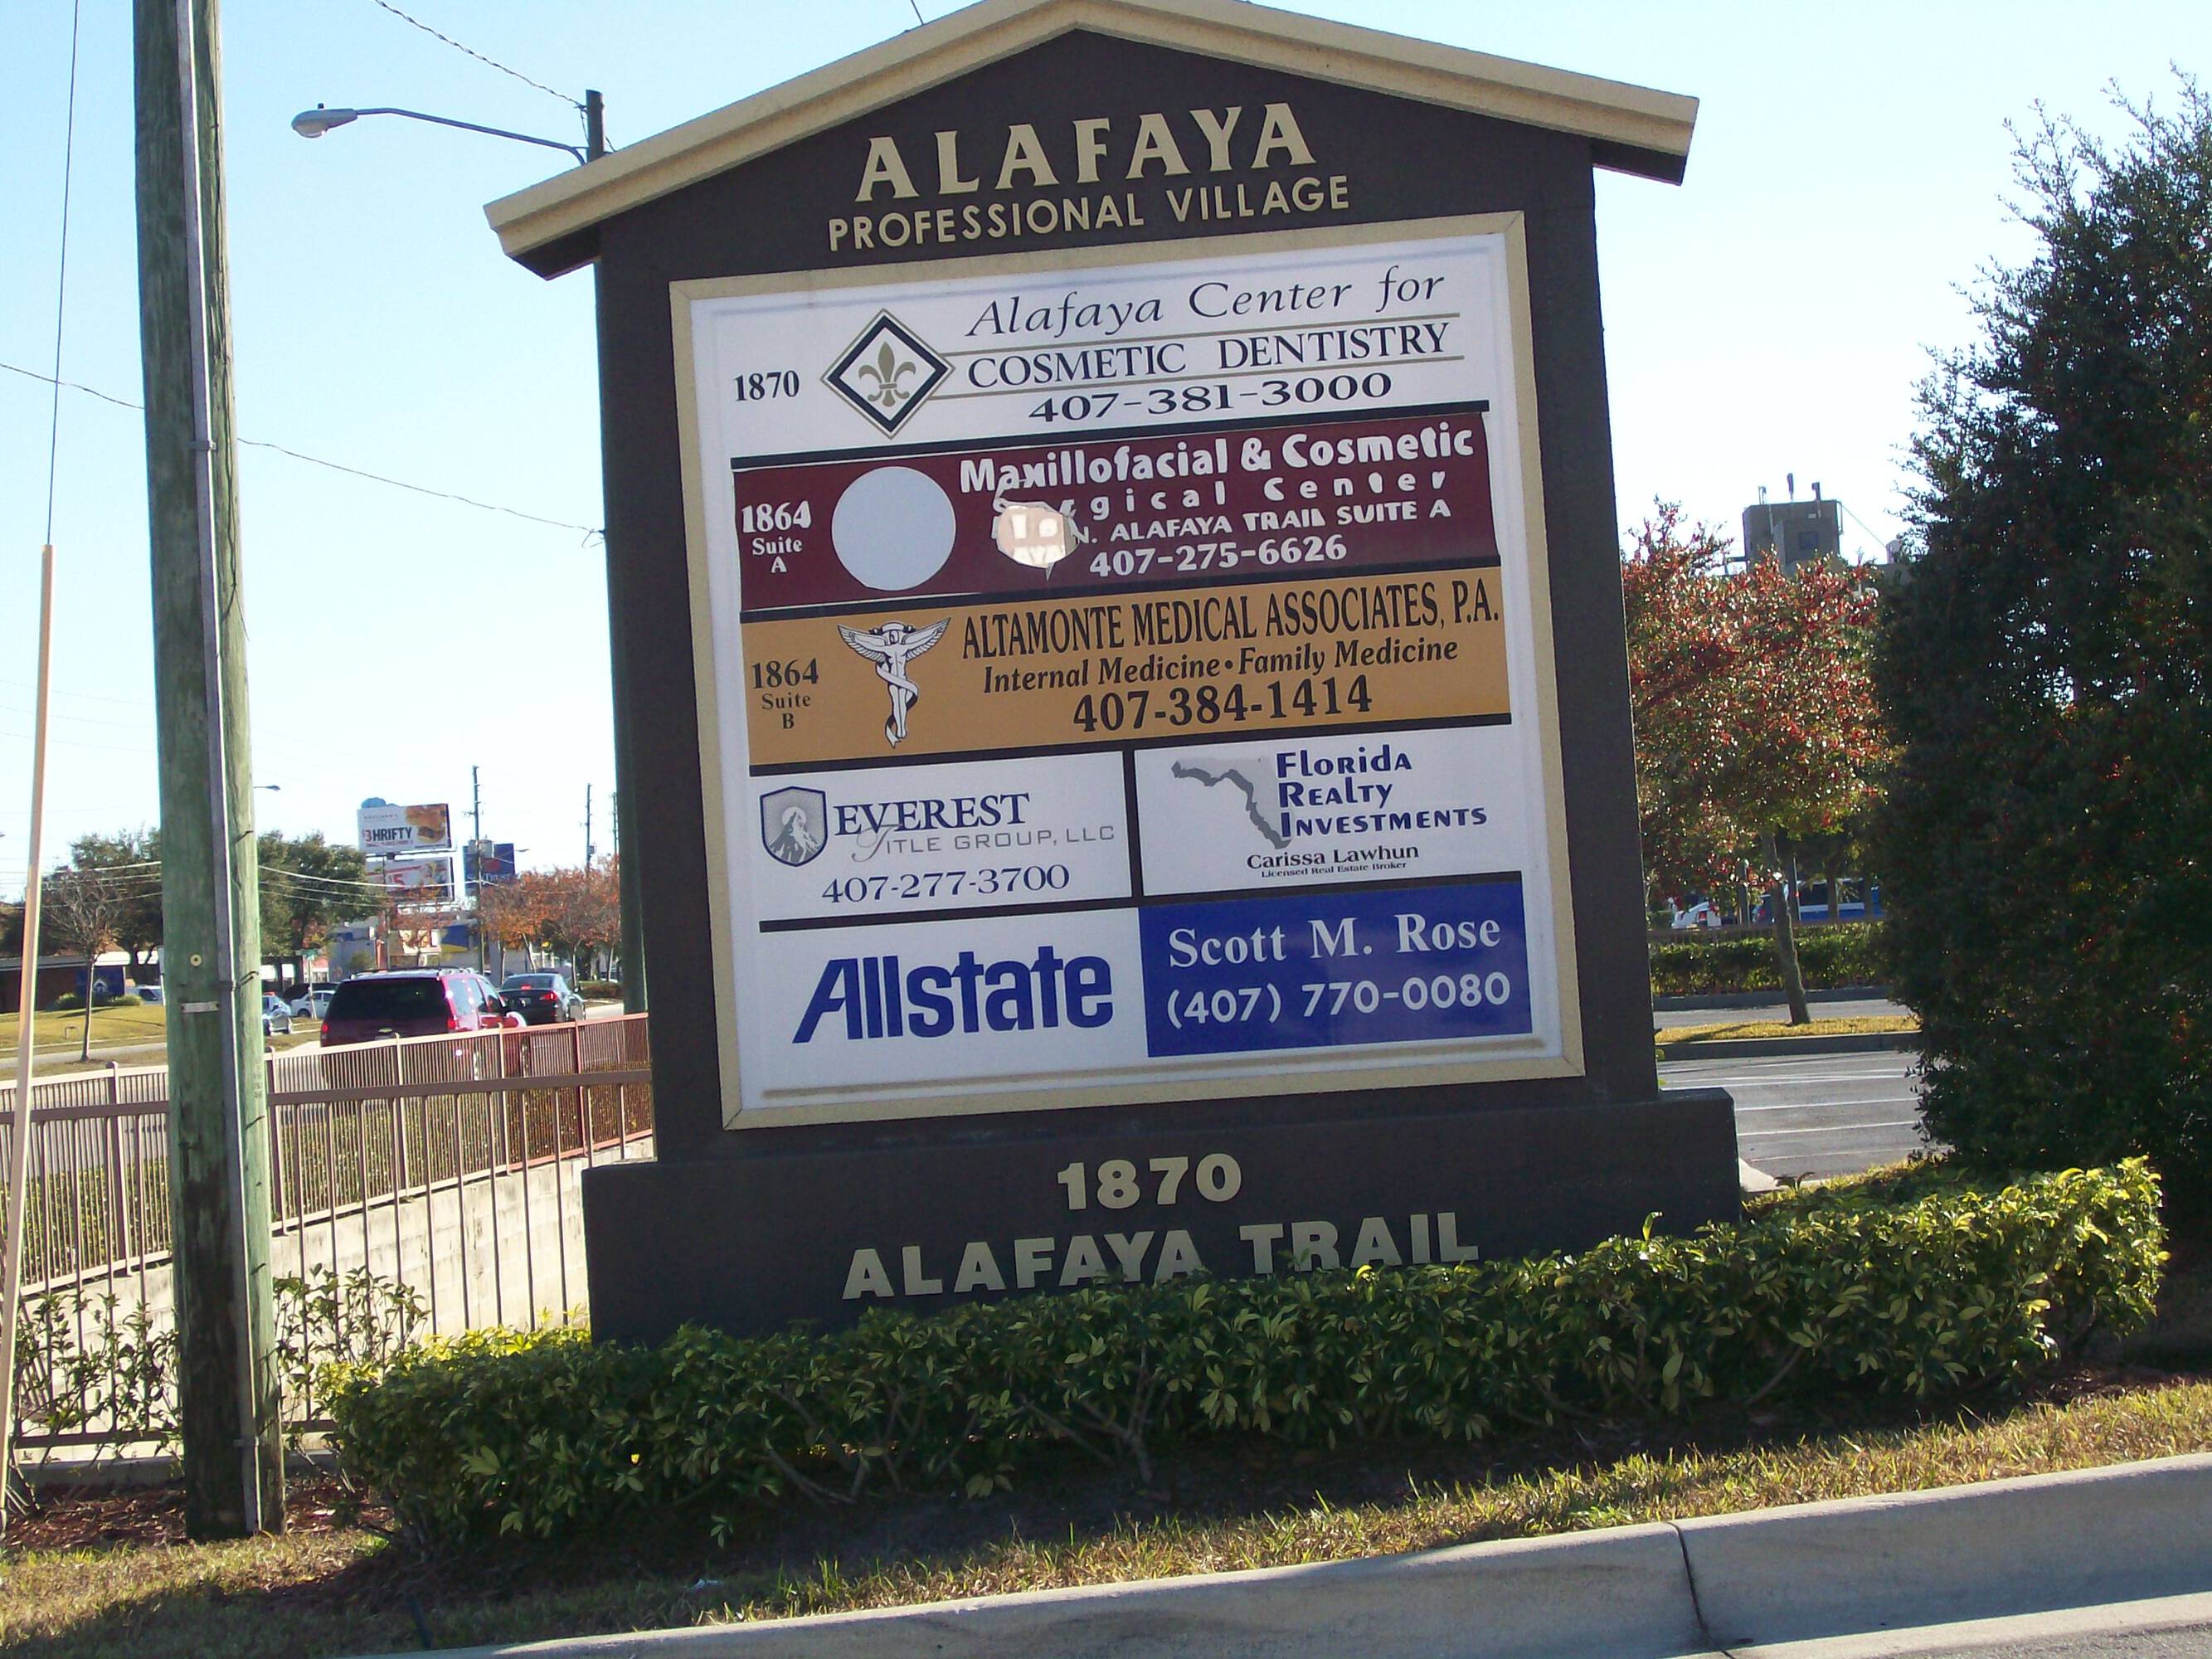 ALAFAYA
PROFESSIONAL VILLAGE
1870
Alafaya Center for
COSMETIC DENTISTRY
407-381-3000
1864
Suite
A
Maxillofacial & Cosmetic
gical Center
N. ALAFAYA TRAIL SUITE A
407-275-6626
1864
Suite
B
ALTAMONTE MEDICAL ASSOCIATES, P.A.
Internal Medicine • Family Medicine
407-384-1414
EVEREST
TITLE GROUP, LLC
407-277-3700
Florida
Realty
Investments
Carissa Lawhun
Licensed Real Estate Broker
Allstate
Scott M. Rose
(407) 770-0080
1870
ALAFAYA TRAIL
$3HRIFTY